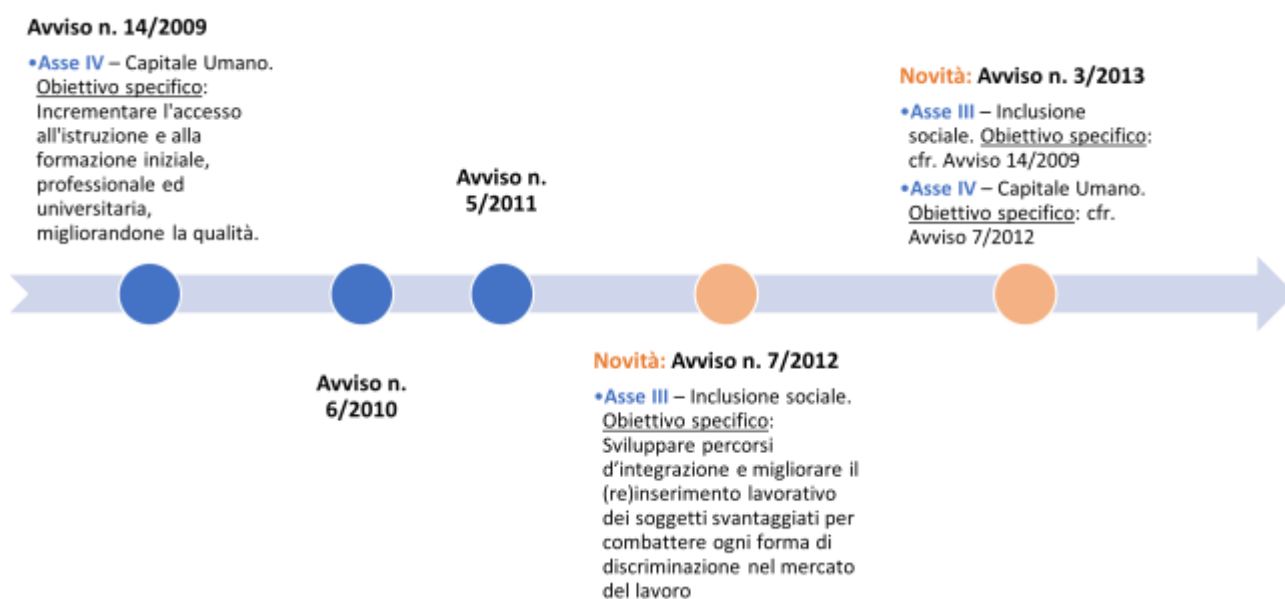 Avviso n. 14/2009
•Asse IV – Capitale Umano.
Obiettivo specifico:
Incrementare l'accesso
all'istruzione e alla
formazione iniziale,
professionale ed
universitaria,
migliorandone la qualità.
Avviso n.
6/2010
Avviso n.
5/2011
Novità: Avviso n. 7/2012
•Asse III – Inclusione sociale.
Obiettivo specifico:
Sviluppare percorsi
d'integrazione e migliorare il
(re)inserimento lavorativo
dei soggetti svantaggiati per
combattere ogni forma di
discriminazione nel mercato
del lavoro
Novità: Avviso n. 3/2013
•Asse III – Inclusione
sociale. Obiettivo specifico:
cfr. Avviso 14/2009
•Asse IV – Capitale Umano.
Obiettivo specifico: cfr.
Avviso 7/2012